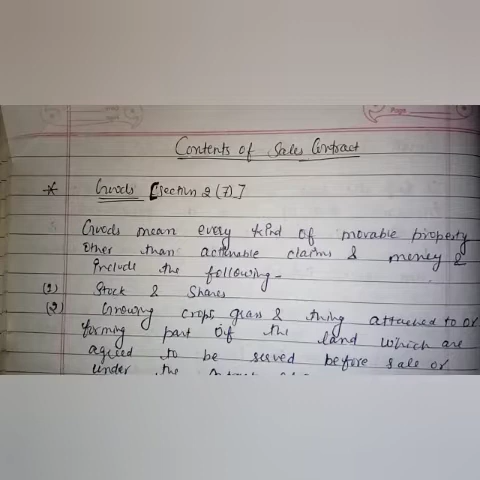 Contents of Sales Contract
* Goods [Section 2(7)]
Goods mean every kind of movable property
other than actionable claims & money &
include the following -
(1) Stock & Shares
(2) Growing crops, grass & thing attached to or
forming part of the land which are
agreed to be served before sale or
under the